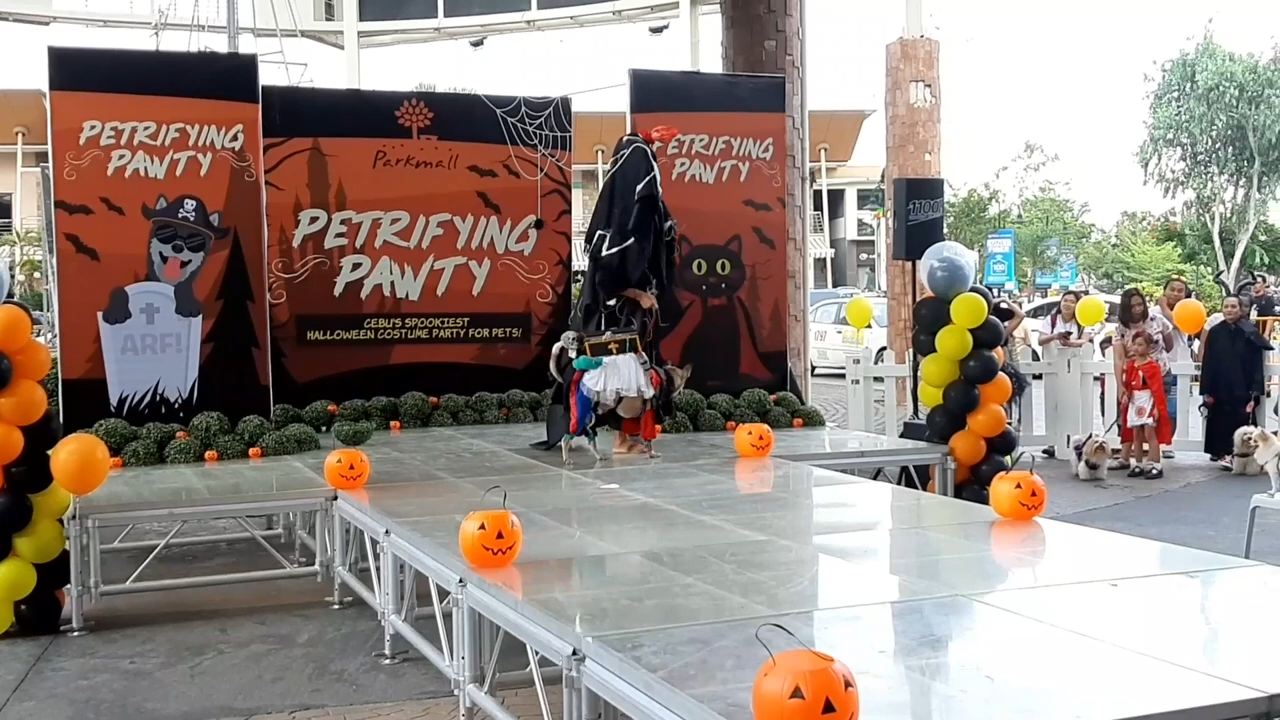 PETRIFYING
PAWTY
ARF!
Parkmall
PETRIFYING
PAWTY
CEBU'S SPOOKIEST
HALLOWEEN COSTUME PARTY FOR PETS!
PETRIFYING
PAWTY
1100